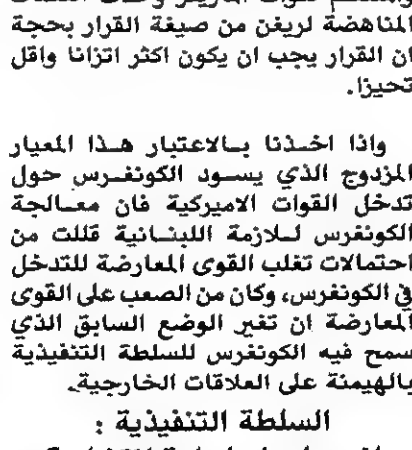 المناهضة لريغن من صيغة القرار بحجة
ان القرار يجب ان يكون اكثر اتزانا واقل
تحيزا.
واذا اخذنا بالاعتبار هذا المعيار
المزدوج الذي يسود الكونغرس حول
تدخل القوات الاميركية فان معالجة
الكونغرس للازمة اللبنانية قللت من
احتمالات تغلب القوى المعارضة للتدخل
في الكونغرس، وكان من الصعب على القوى
المعارضة ان تغير الوضع السابق الذي
سمح فيه الكونغرس للسلطة التنفيذية
بالهيمنة على العلاقات الخارجية.
السلطة التنفيذية :